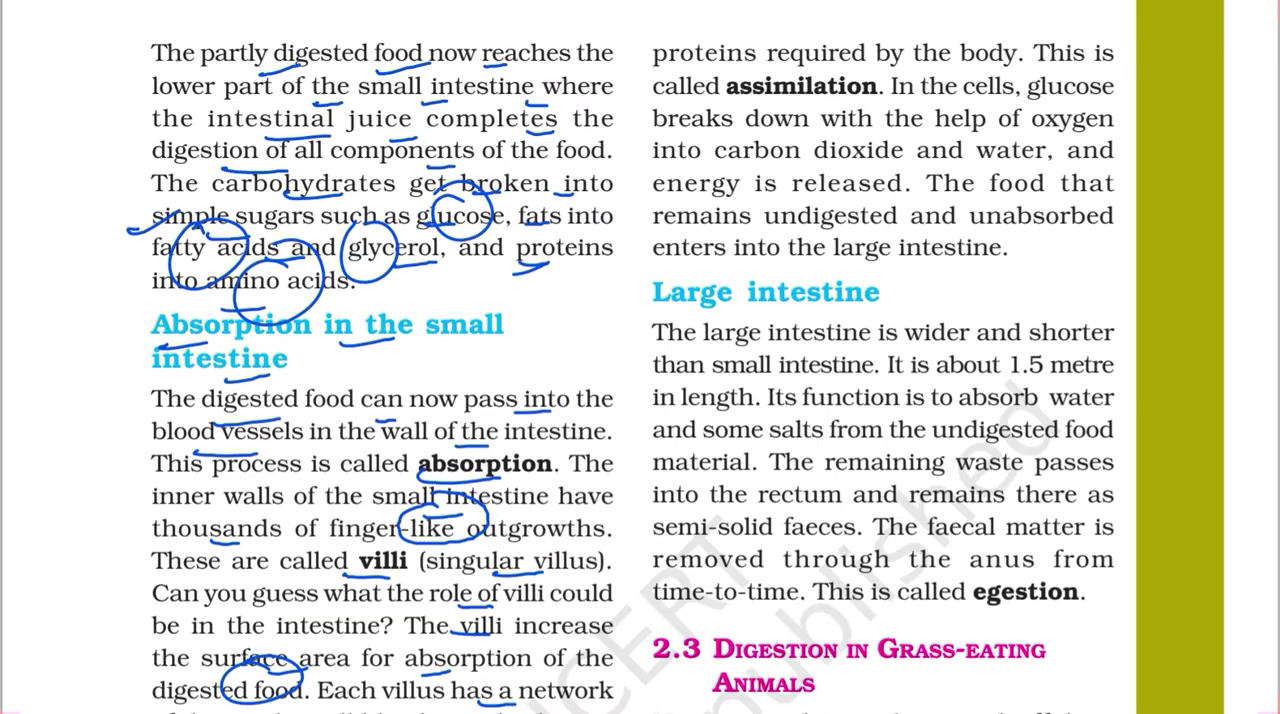 The partly digested food now reaches the
lower part of the small intestine where
the intestinal juice completes the
digestion of all components of the food.
The carbohydrates get broken into
simple sugars such as glucose, fats into
fatty acids and glycerol, and proteins
into amino acids.
Absorption in the small
intestine
The digested food can now pass into the
blood vessels in the wall of the intestine.
This process is called absorption. The
inner walls of the small intestine have
thousands of finger-like outgrowths.
These are called villi (singular villus).
Can you guess what the role of villi could
be in the intestine? The villi increase
the surface area for absorption of the
digested food. Each villus has a network
proteins required by the body. This is
called assimilation. In the cells, glucose
breaks down with the help of oxygen
into carbon dioxide and water, and
energy is released. The food that
remains undigested and unabsorbed
enters into the large intestine.
Large intestine
The large intestine is wider and shorter
than small intestine. It is about 1.5 metre
in length. Its function is to absorb water
and some salts from the undigested food
material. The remaining waste passes
into the rectum and remains there as
semi-solid faeces. The faecal matter is
removed through the anus from
time-to-time. This is called egestion.
2.3 DIGESTION IN GRASS-EATING
ANIMALS
NCERT
published